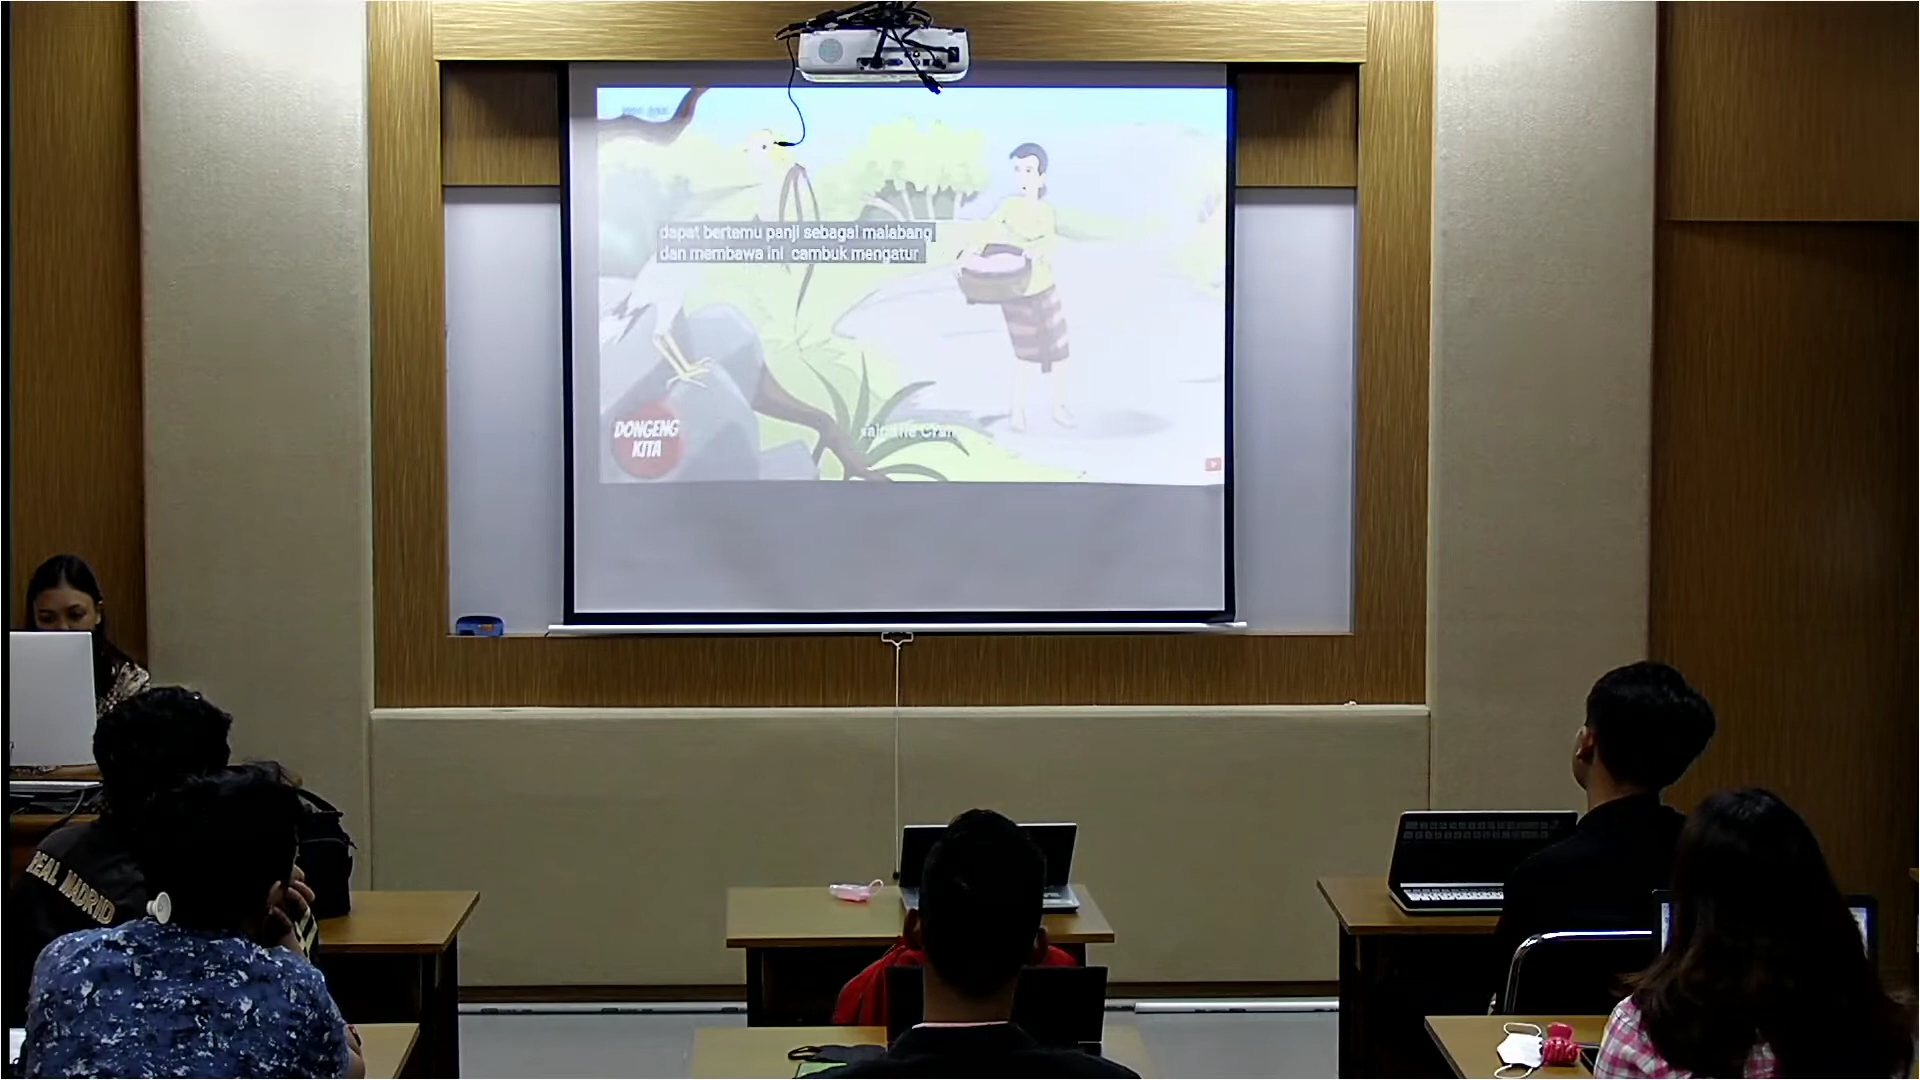 dapat bertemu panji sebagai malabang
dan membawa ini cambuk mengatur
DONGENG
KITA
REAL MADRID